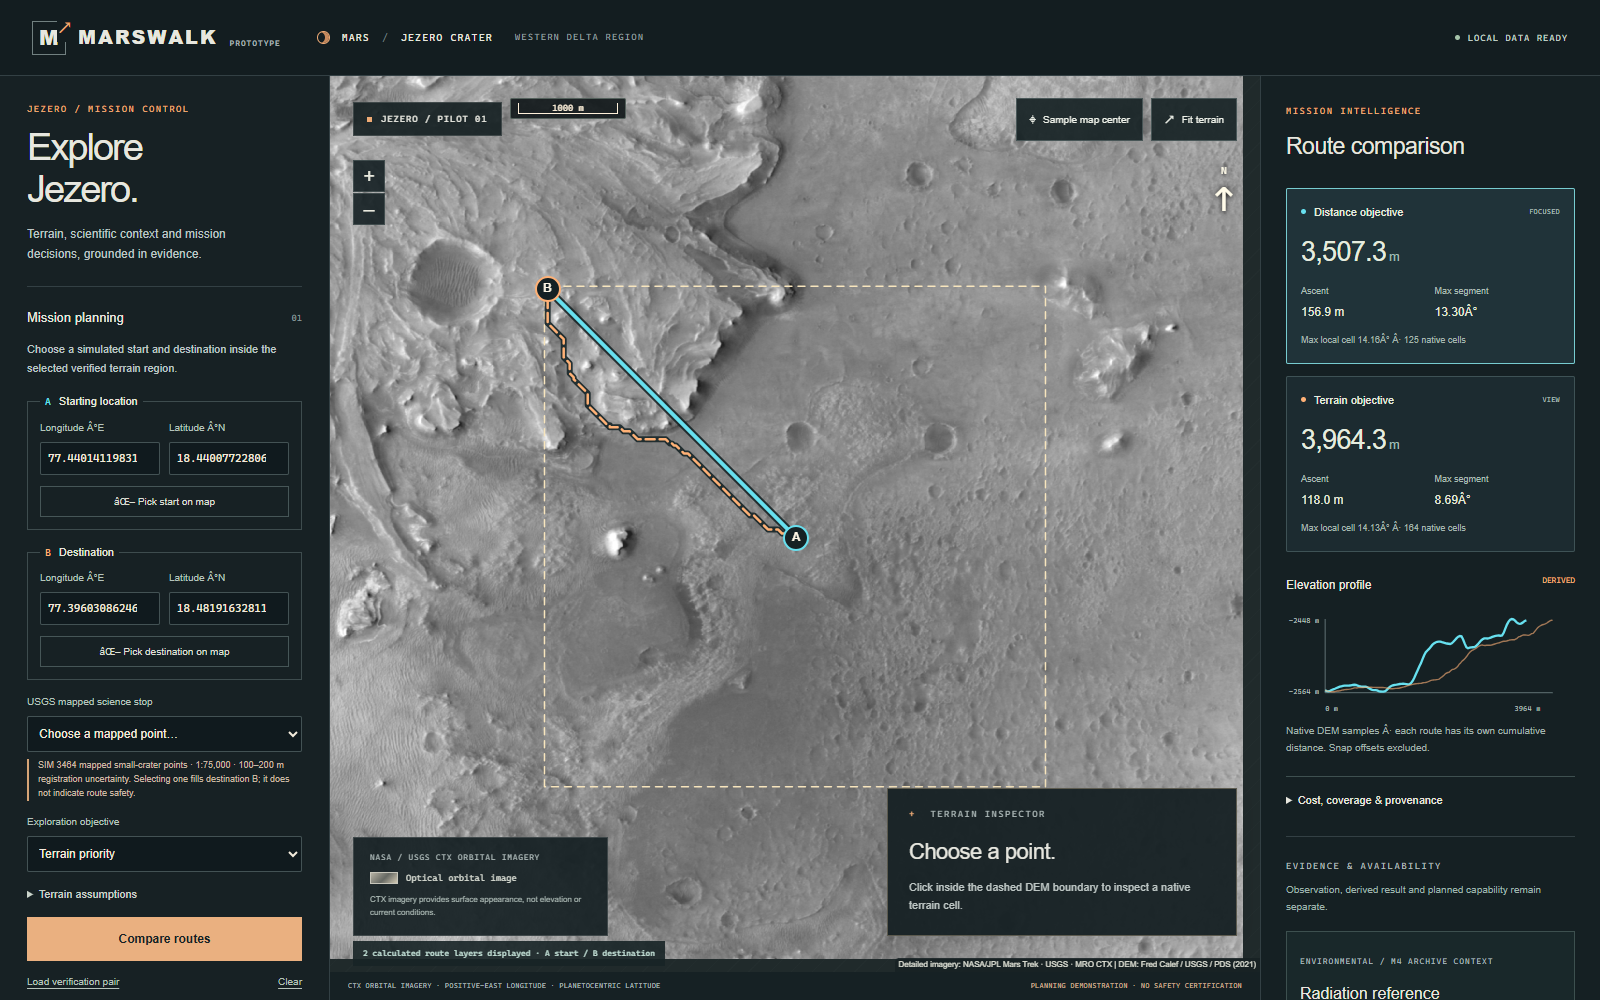 M MARSWALK PROTOTYPE
MARS / JEZERO CRATER WESTERN DELTA REGION
LOCAL DATA READY
JEZERO / MISSION CONTROL
Explore
Jezero.
Terrain, scientific context and mission
decisions, grounded in evidence.
Mission planning 01
Choose a simulated start and destination inside the
selected verified terrain region.
A Starting location
Longitude Â°E Latitude Â°N
77.44014119831 18.44007722806
âŒ– Pick start on map
B Destination
Longitude Â°E Latitude Â°N
77.39603086246 18.48191632811
âŒ– Pick destination on map
USGS mapped science stop
Choose a mapped point...
SIM 3464 mapped small-crater points · 1:75,000 · 100–200 m
registration uncertainty. Selecting one fills destination B; it does
not indicate route safety.
Exploration objective
Terrain priority
Terrain assumptions
Compare routes
Load verification pair Clear
JEZERO / PILOT 01
1000 m
Sample map center
Fit terrain
+
−
N
B
A
NASA / USGS CTX ORBITAL IMAGERY
Optical orbital image
CTX imagery provides surface appearance, not elevation or
current conditions.
2 calculated route layers displayed · A start / B destination
+ TERRAIN INSPECTOR
Choose a point.
Click inside the dashed DEM boundary to inspect a native
terrain cell.
Detailed imagery: NASA/JPL Mars Trek · USGS · MRO CTX | DEM: Fred Calef / USGS / PDS (2021)
CTX ORBITAL IMAGERY · POSITIVE-EAST LONGITUDE · PLANETOCENTRIC LATITUDE
PLANNING DEMONSTRATION · NO SAFETY CERTIFICATION
MISSION INTELLIGENCE
Route comparison
Distance objective FOCUSED
3,507.3 m
Ascent Max segment
156.9 m 13.30Â°
Max local cell 14.16Â° Â· 125 native cells
Terrain objective VIEW
3,964.3 m
Ascent Max segment
118.0 m 8.69Â°
Max local cell 14.13Â° Â· 164 native cells
Elevation profile DERIVED
−2448 m
−2564 m
0 m 3964 m
Native DEM samples Â· each route has its own cumulative
distance. Snap offsets excluded.
Cost, coverage & provenance
EVIDENCE & AVAILABILITY
Observation, derived result and planned capability remain
separate.
ENVIRONMENTAL / M4 ARCHIVE CONTEXT
Radiation reference